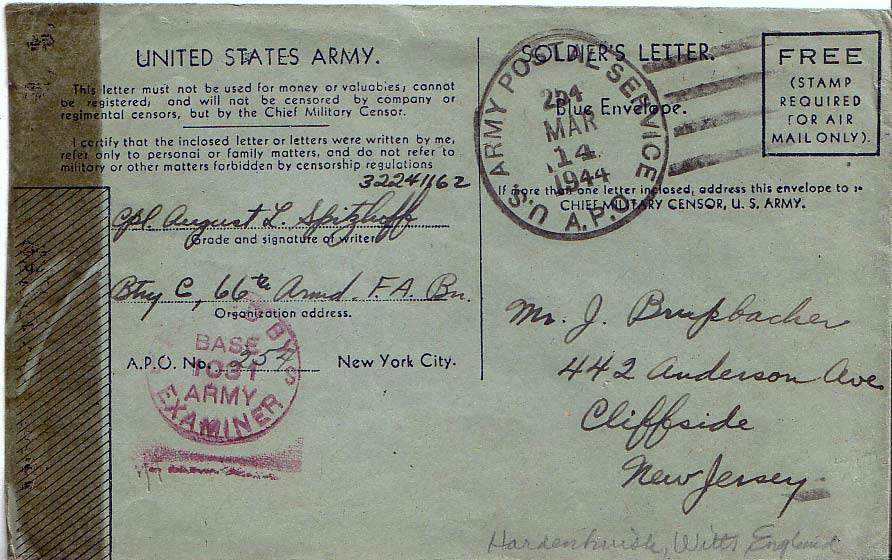 UNITED STATES ARMY.
This letter must not be used for money or valuables; cannot
be registered; and will not be censored by company or
regimental censors, but by the Chief Military Censor.
I certify that the inclosed letter or letters were written by me,
refer only to personal or family matters, and do not refer to
military or other matters forbidden by censorship regulations
32241162
Cpl. August L. Spitzhoff
Grade and signature of writer
Btry C, 66th Armd. F. A. Bn.
Organization address.
A.P.O. No. 254 New York City.
BY
BASE
1031
ARMY
EXAMINER
SOLDIER'S LETTER.
Blue Envelope.
U.S. ARMY POSTAL SERVICE
254
MAR
14
1944
A.P.O.
FREE
(STAMP
REQUIRED
FOR AIR
MAIL ONLY).
If more than one letter inclosed, address this envelope to :-
CHIEF MILITARY CENSOR, U. S. ARMY.
Mr. J. Brupbacher
442 Anderson Ave
Cliffside
New Jersey
Hardenhuish, Wilts, England